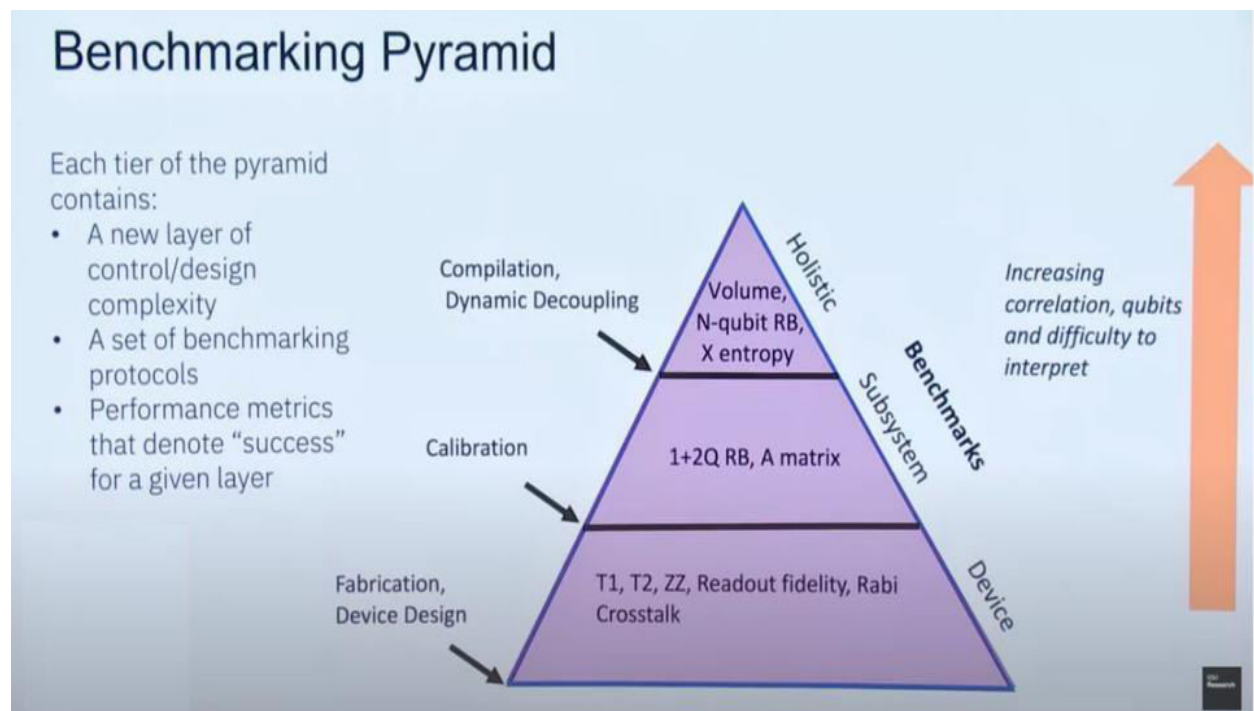 Benchmarking Pyramid
Each tier of the pyramid
contains:
• A new layer of
control/design
complexity
• A set of benchmarking
protocols
• Performance metrics
that denote “success”
for a given layer
Compilation,
Dynamic Decoupling
Calibration
Fabrication,
Device Design
Volume,
N-qubit RB,
X entropy
1+2Q RB, A matrix
T1, T2, ZZ, Readout fidelity, Rabi
Crosstalk
Holistic
Subsystem
Device
Benchmarks
Increasing
correlation, qubits
and difficulty to
interpret
Research